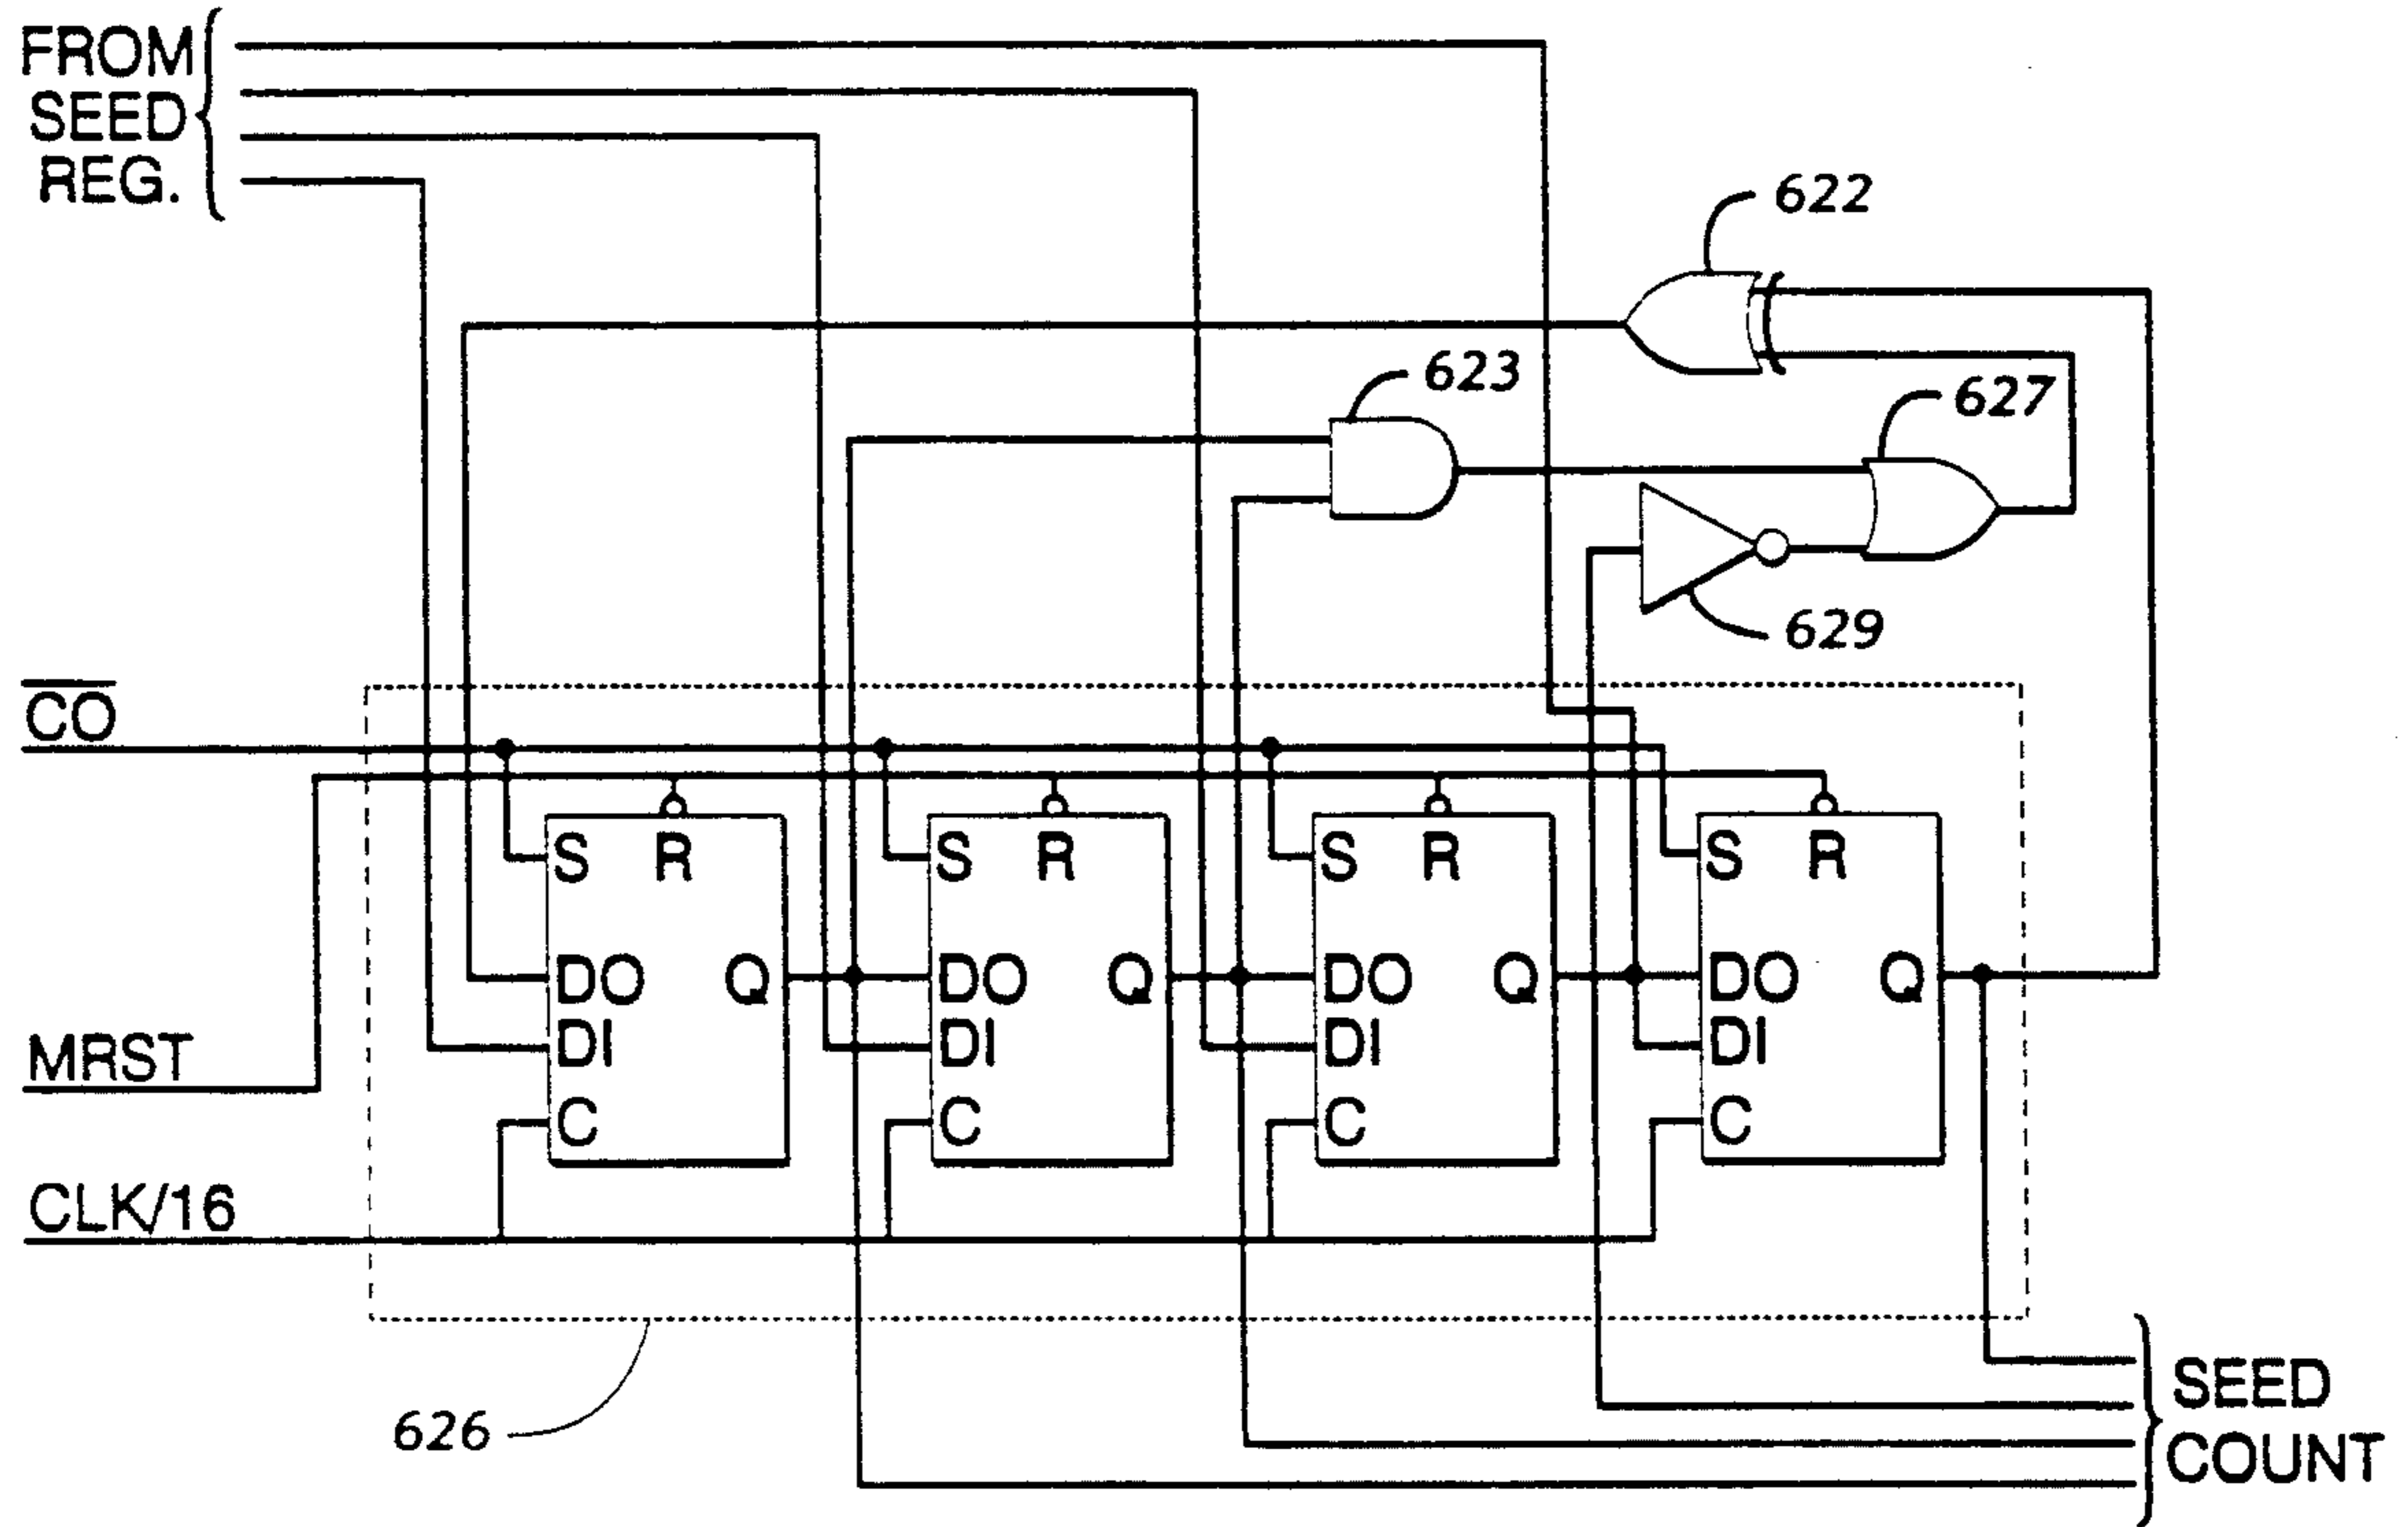 FROM
SEED
REG.
622
623
627
629
C̅O̅
S R S R S R S R
DO Q DO Q DO Q DO Q
DI DI DI DI
MRST
C C C C
CLK/16
626
SEED
COUNT